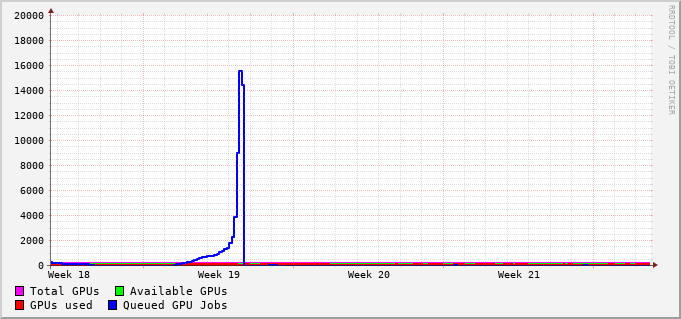 20000
18000
16000
14000
12000
10000
8000
6000
4000
2000
0
Week 18 Week 19 Week 20 Week 21
Total GPUs Available GPUs
GPUs used Queued GPU Jobs
RRDTOOL / TOBI OETIKER